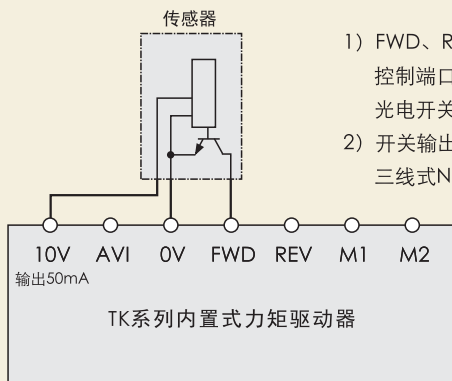 传感器
1) FWD、R
控制端口
光电开关
2) 开关输出
三线式N
10V AVI 0V FWD REV M1 M2
输出50mA
TK系列内置式力矩驱动器